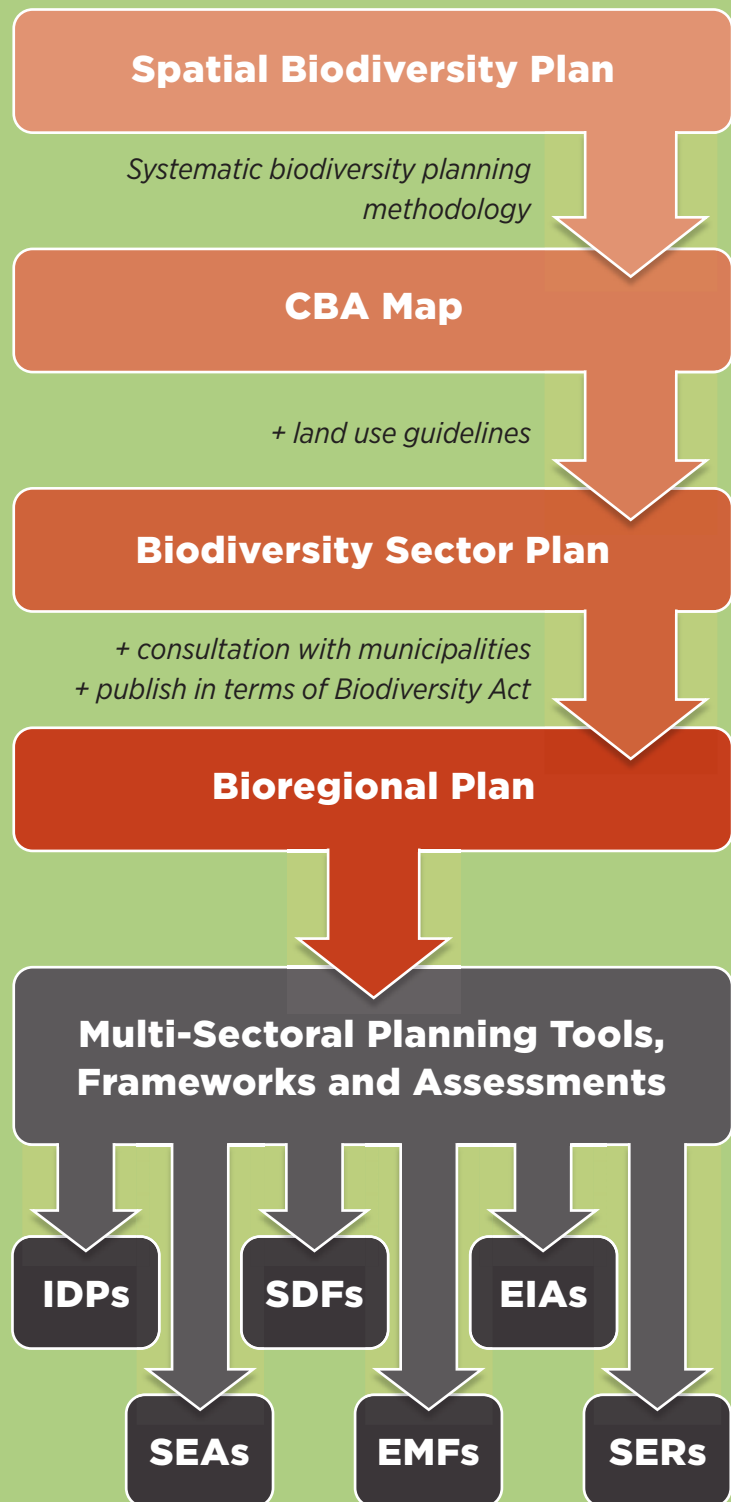 Spatial Biodiversity Plan
Systematic biodiversity planning
methodology
CBA Map
+ land use guidelines
Biodiversity Sector Plan
+ consultation with municipalities
+ publish in terms of Biodiversity Act
Bioregional Plan
Multi-Sectoral Planning Tools,
Frameworks and Assessments
IDPs
SDFs
EIAs
SEAs
EMFs
SERs